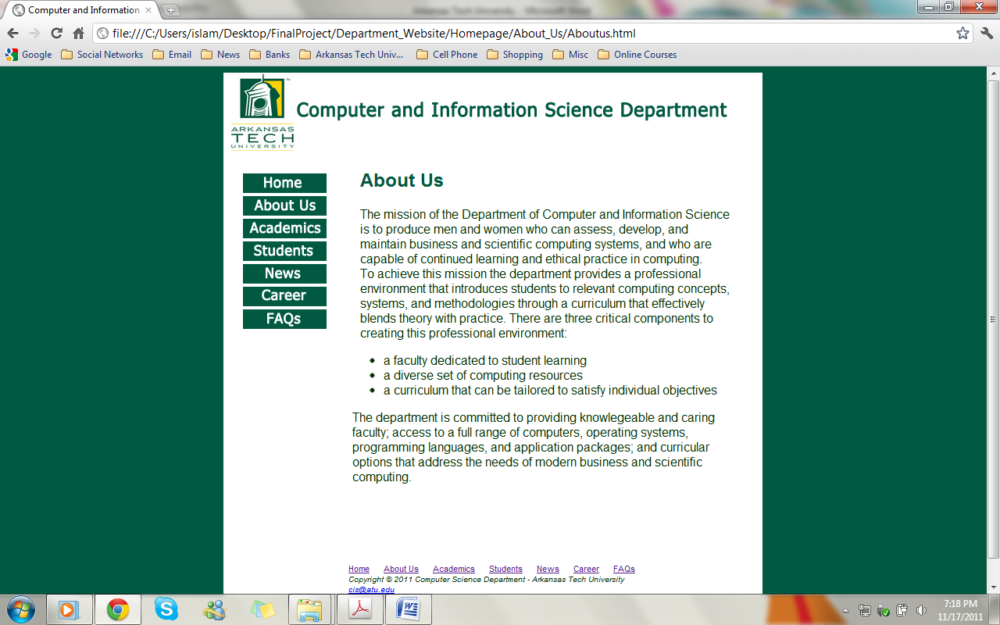 Computer and Information
Arkansas Tech University - Microsoft Word
file:///C:/Users/islam/Desktop/FinalProject/Department_Website/Homepage/About_Us/Aboutus.html
Google Social Networks Email News Banks Arkansas Tech Univ... Cell Phone Shopping Misc Online Courses
ARKANSAS
TECH
UNIVERSITY
™
Computer and Information Science Department
Home
About Us
Academics
Students
News
Career
FAQs
About Us
The mission of the Department of Computer and Information Science
is to produce men and women who can assess, develop, and
maintain business and scientific computing systems, and who are
capable of continued learning and ethical practice in computing.
To achieve this mission the department provides a professional
environment that introduces students to relevant computing concepts,
systems, and methodologies through a curriculum that effectively
blends theory with practice. There are three critical components to
creating this professional environment:
• a faculty dedicated to student learning
• a diverse set of computing resources
• a curriculum that can be tailored to satisfy individual objectives
The department is committed to providing knowlegeable and caring
faculty; access to a full range of computers, operating systems,
programming languages, and application packages; and curricular
options that address the needs of modern business and scientific
computing.
Home About Us Academics Students News Career FAQs
Copyright © 2011 Computer Science Department - Arkansas Tech University
cis@atu.edu
7:18 PM
11/17/2011